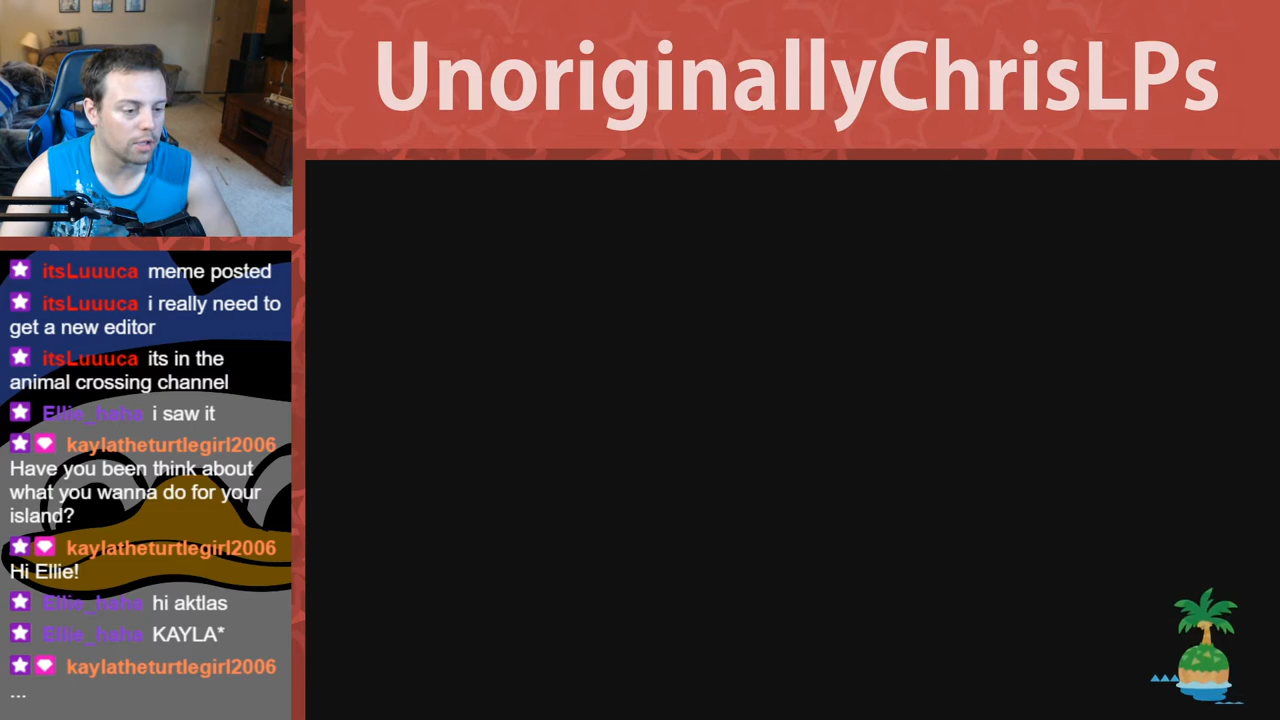 UnoriginallyChrisLPs
itsLuuuca meme posted
itsLuuuca i really need to
get a new editor
itsLuuuca its in the
animal crossing channel
Ellie_haha i saw it
kaylatheturtlegirl2006
Have you been think about
what you wanna do for your
island?
kaylatheturtlegirl2006
Hi Ellie!
Ellie_haha hi aktlas
Ellie_haha KAYLA*
kaylatheturtlegirl2006
...